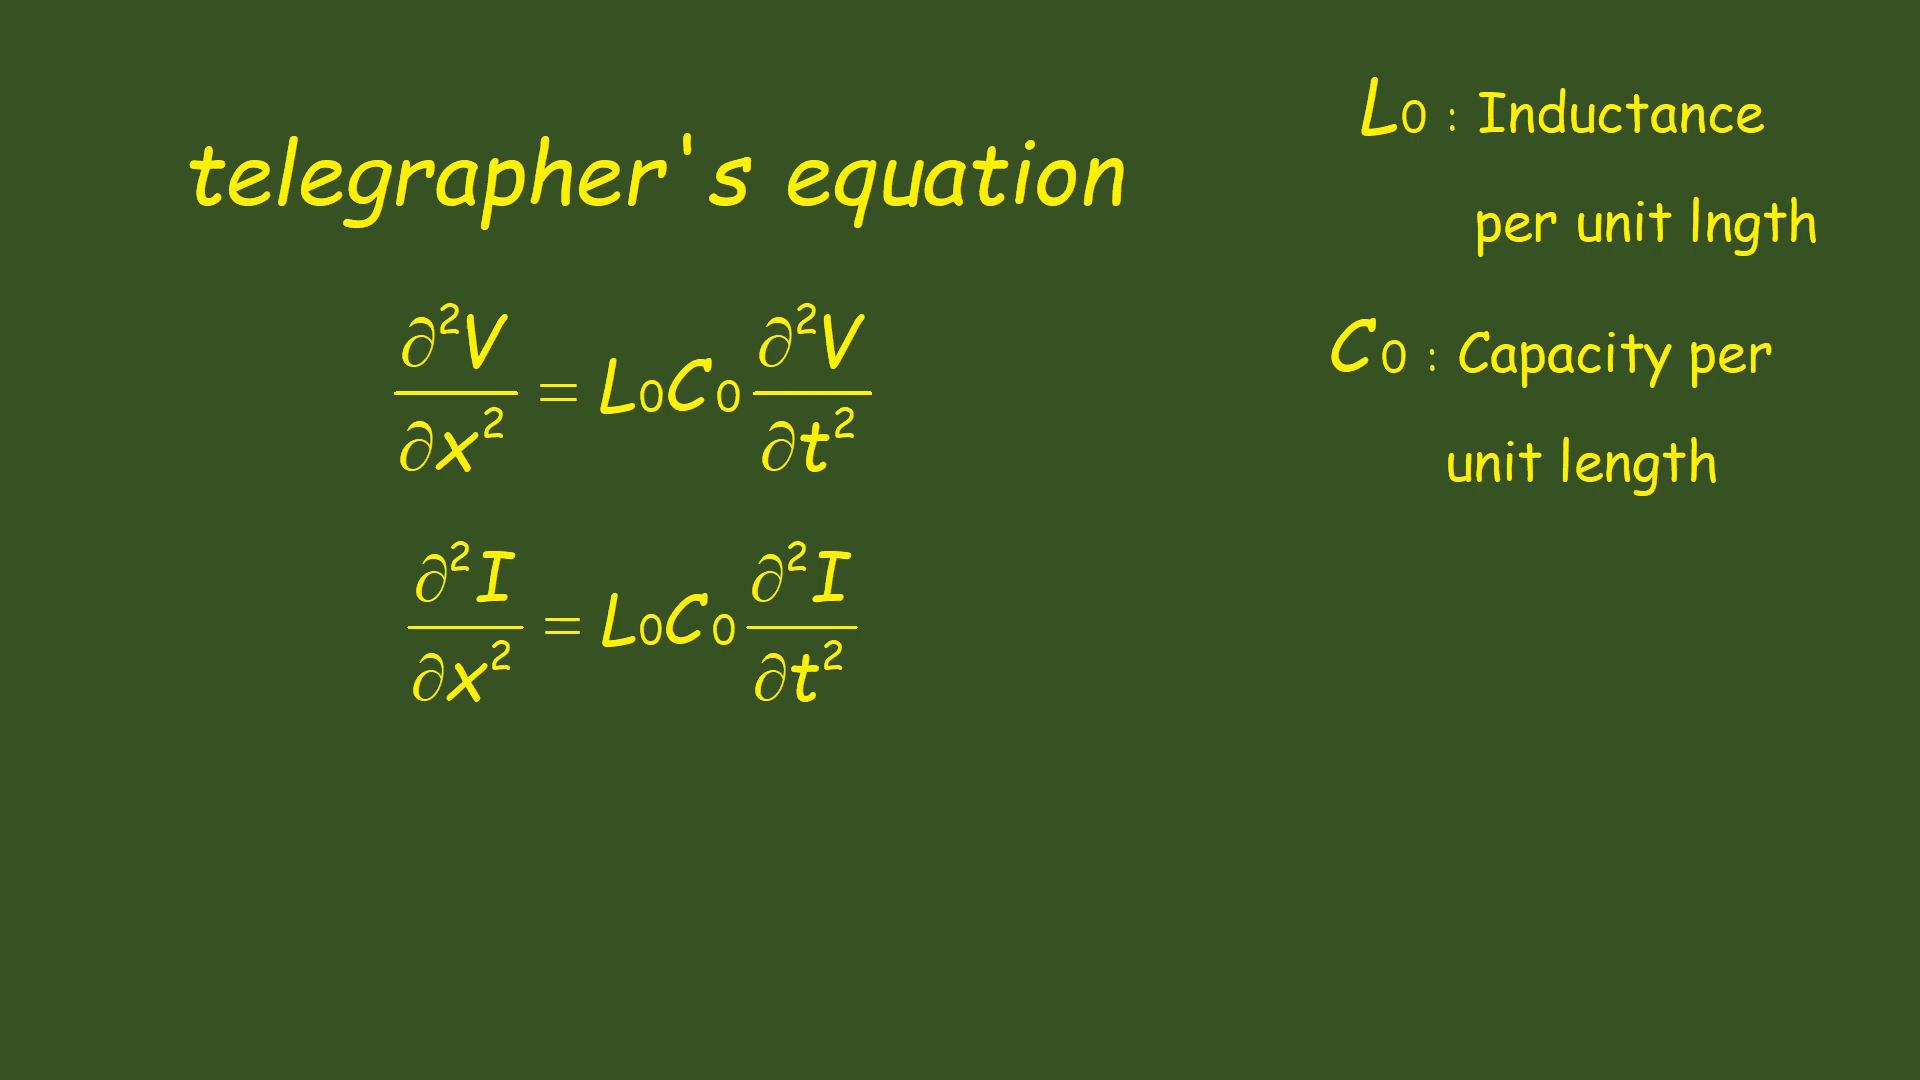 telegrapher's equation
∂²V/∂x² = L₀C₀ ∂²V/∂t²
∂²I/∂x² = L₀C₀ ∂²I/∂t²
L₀ : Inductance
per unit lngth
C₀ : Capacity per
unit length